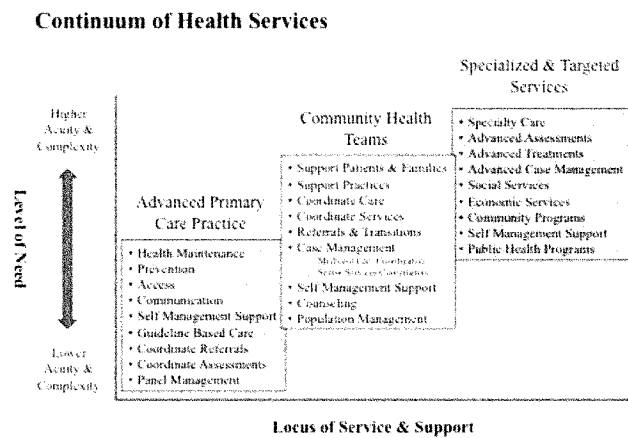 Continuum of Health Services
Specialized & Targeted
Services
• Specialty Care
• Advanced Assessments
• Advanced Treatments
• Advanced Case Management
• Social Services
• Economic Services
• Community Programs
• Self Management Support
• Public Health Programs
Community Health
Teams
• Support Patients & Families
• Support Practices
• Coordinate Care
• Coordinate Services
• Referrals & Transitions
• Case Management
• Self Management Support
• Counseling
• Population Management
Advanced Primary
Care Practice
• Health Maintenance
• Prevention
• Access
• Communication
• Self Management Support
• Guideline Based Care
• Coordinate Referrals
• Coordinate Assessments
• Panel Management
Higher
Acuity &
Complexity
Level of Need
Lower
Acuity &
Complexity
Locus of Service & Support